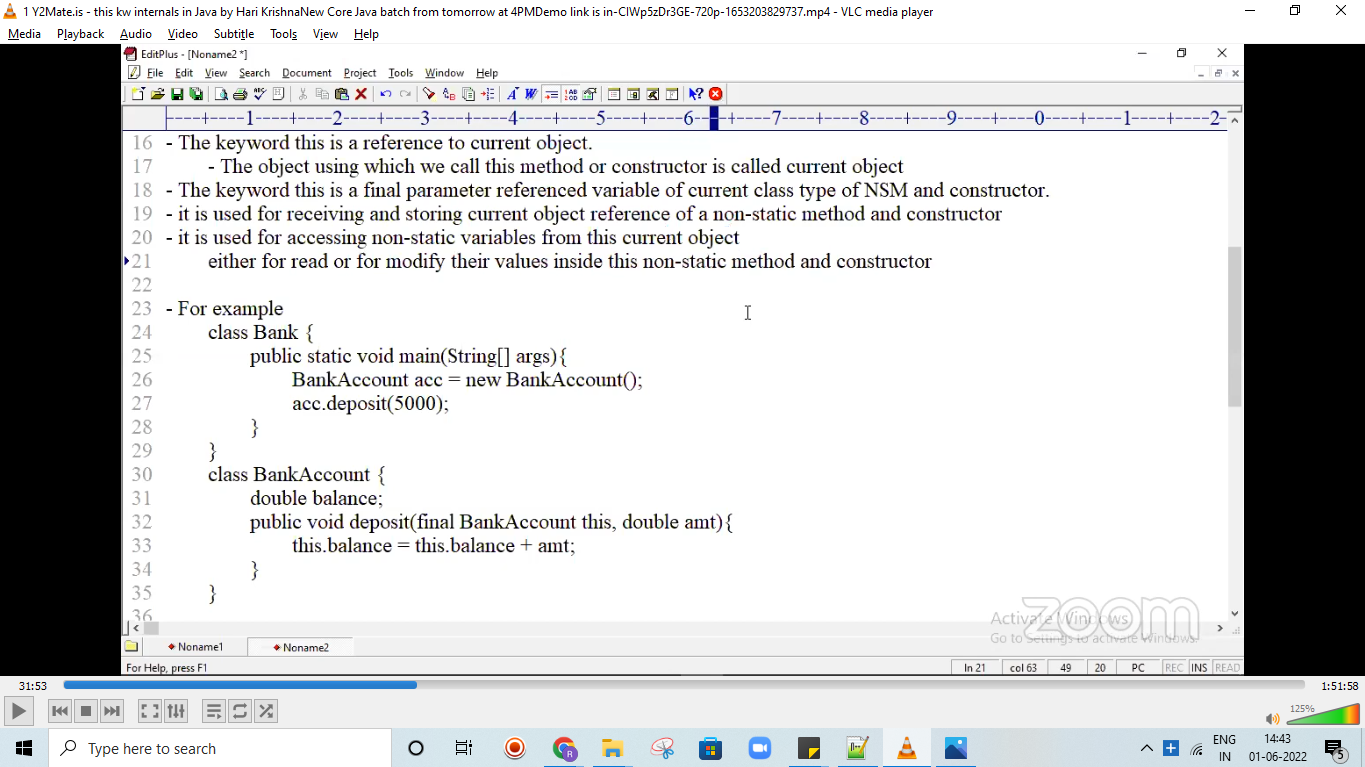 1 Y2Mate.is - this kw internals in Java by Hari KrishnaNew Core Java batch from tomorrow at 4PMDemo link is in-ClWp5zDr3GE-720p-1653203829737.mp4 - VLC media player
Media Playback Audio Video Subtitle Tools View Help
EditPlus - [Noname2 *]
File Edit View Search Document Project Tools Window Help
----+----1----+----2----+----3----+----4----+----5----+----6----+----7----+----8----+----9----+----0----+----1----+----2-
16 - The keyword this is a reference to current object.
17 - The object using which we call this method or constructor is called current object
18 - The keyword this is a final parameter referenced variable of current class type of NSM and constructor.
19 - it is used for receiving and storing current object reference of a non-static method and constructor
20 - it is used for accessing non-static variables from this current object
21 either for read or for modify their values inside this non-static method and constructor
22
23 - For example
24 class Bank {
25 public static void main(String[] args){
26 BankAccount acc = new BankAccount();
27 acc.deposit(5000);
28 }
29 }
30 class BankAccount {
31 double balance;
32 public void deposit(final BankAccount this, double amt){
33 this.balance = this.balance + amt;
34 }
35 }
36
zoom
Activate Windows
Go to Settings to activate Windows.
Noname1 Noname2
For Help, press F1 ln 21 col 63 49 20 PC REC INS READ
31:53 1:51:58
125%
Type here to search
ENG 14:43
IN 01-06-2022 5